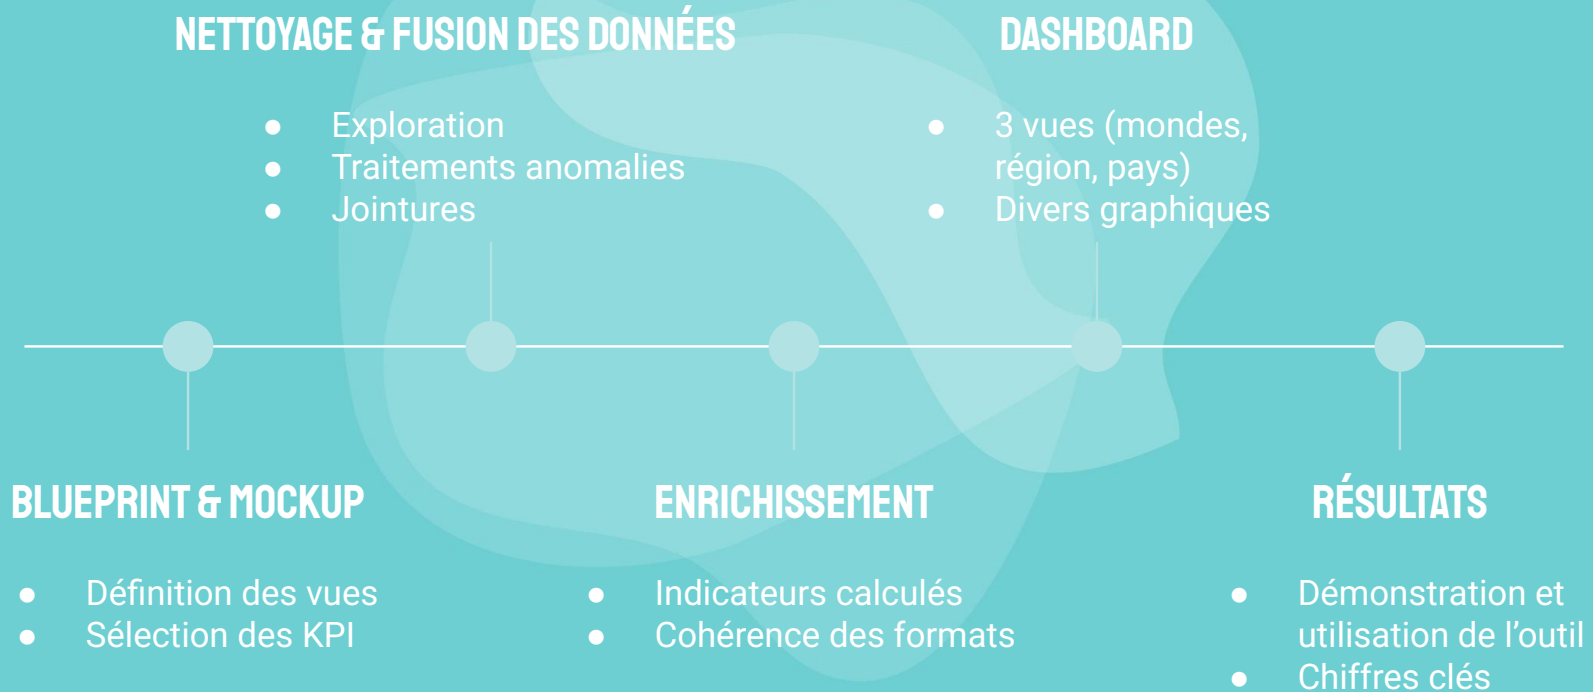 NETTOYAGE & FUSION DES DONNÉES
● Exploration
● Traitements anomalies
● Jointures
DASHBOARD
● 3 vues (mondes,
région, pays)
● Divers graphiques
BLUEPRINT & MOCKUP
● Définition des vues
● Sélection des KPI
ENRICHISSEMENT
● Indicateurs calculés
● Cohérence des formats
RÉSULTATS
● Démonstration et
utilisation de l’outil
● Chiffres clés